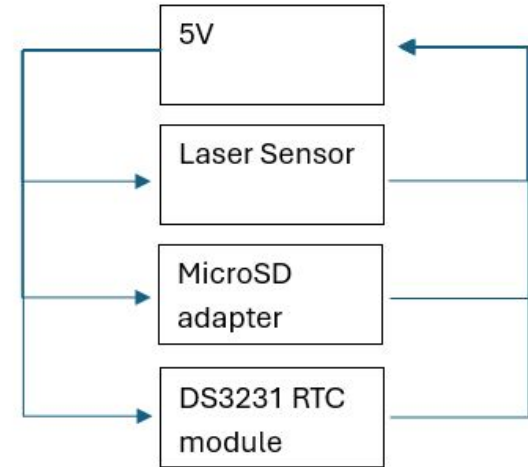 5V
Laser Sensor
MicroSD
adapter
DS3231 RTC
module